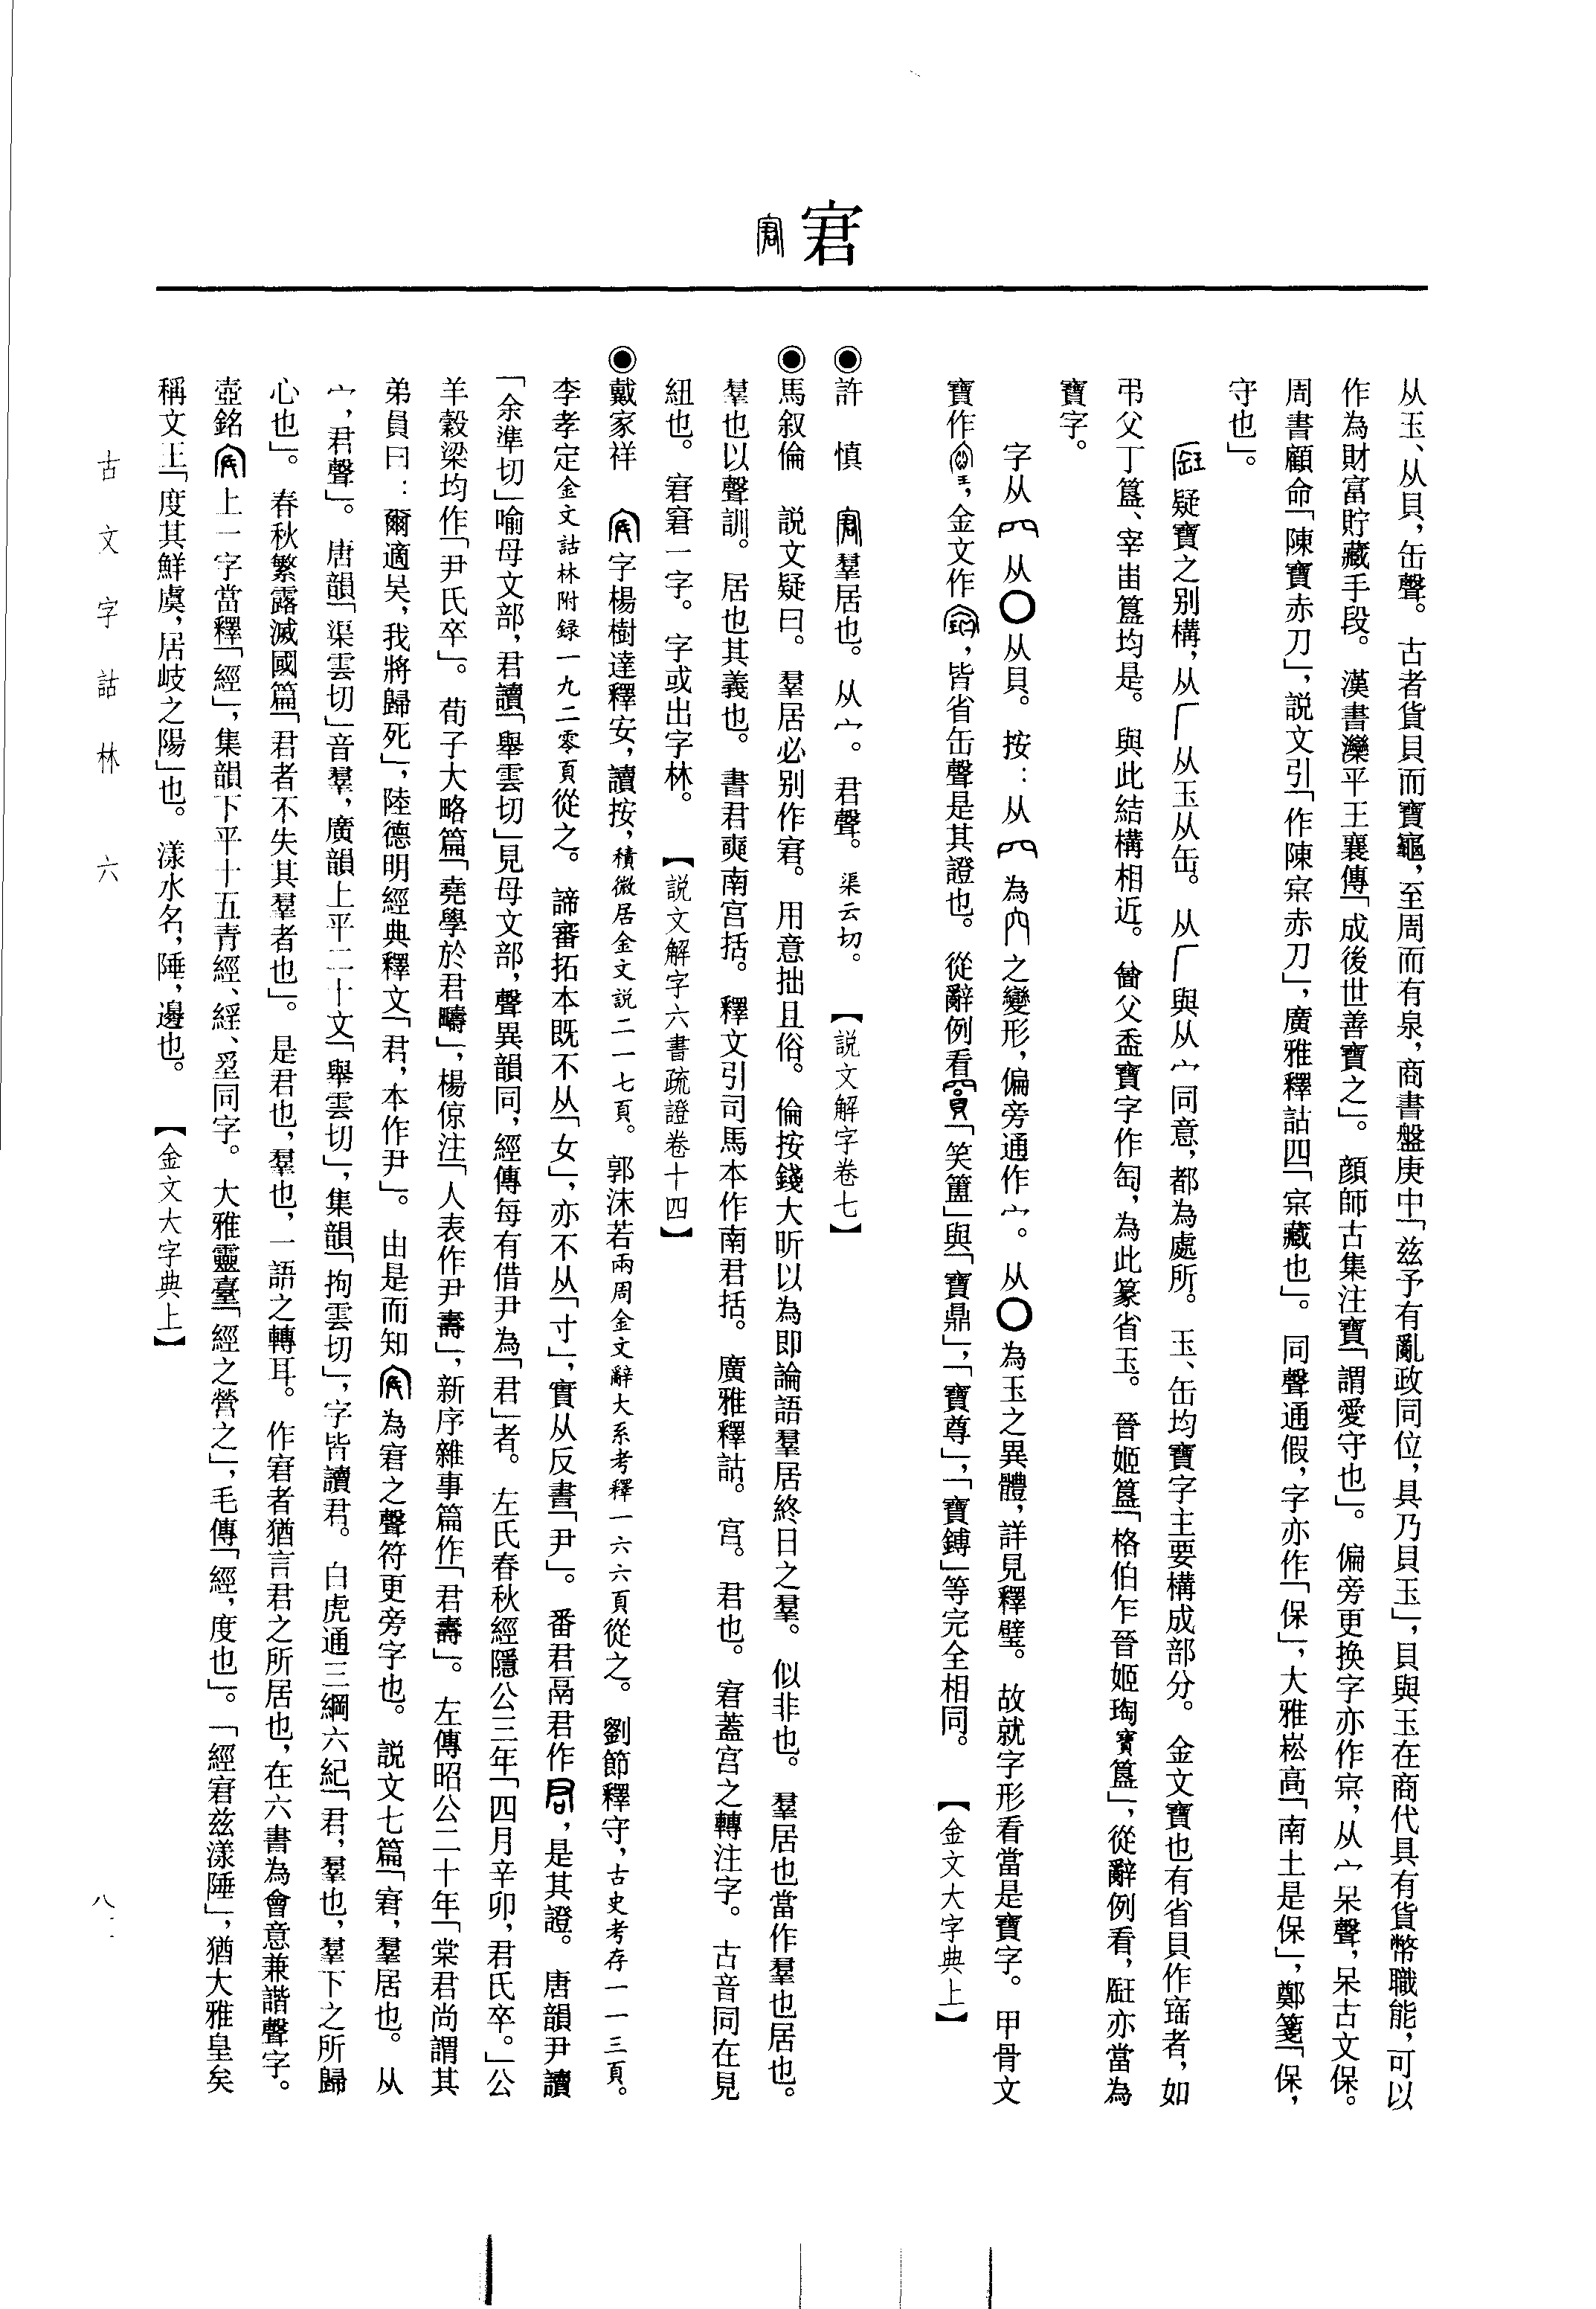 宭
从玉、从貝，缶聲。古者貨貝而寶龜，至周而有泉，商書盤庚中「兹予有亂政同位，具乃貝玉」，貝與玉在商代具有貨幣職能，可以
作為財富貯藏手段。漢書灤平王襄傳「成後世善寶之」。顏師古集注寶「謂愛守也」。偏旁更换字亦作宲，从宀呆聲，呆古文保。
周書顧命「陳寶赤刀」，説文引「作陳宲赤刀」，廣雅釋詁四「宲藏也」。同聲通假，字亦作「保」，大雅崧高「南土是保」，鄭箋「保，
守也」。
疑寶之别構，从厂从玉从缶。从厂與从宀同意，都為處所。玉、缶均寶字主要構成部分。金文寶也有省貝作寚者，如
弔父丁簋、宰甾簋均是。與此結構相近。父盉寶字作匋，為此篆省玉。晉姬簋「格伯乍晉姬寶簋」，從辭例看，亦當為
寶字。
字从从〇从貝。按：从為之變形，偏旁通作宀。从〇為玉之異體，詳見釋璧。故就字形看當是寶字。甲骨文
寶作，金文作，皆省缶聲是其證也。從辭例看「笑簠」與「寶鼎」，「寶尊」，「寶鎛」等完全相同。【金文大字典上】
◉許　慎　羣居也。从宀。君聲。渠云切。【説文解字卷七】
◉馬叙倫　説文疑曰。羣居必别作宭。用意拙且俗。倫按錢大昕以為即論語羣居終日之羣。似非也。羣居也當作羣也居也。
羣也以聲訓。居也其義也。書君奭南宫括。釋文引司馬本作南君括。廣雅釋詁。宫。君也。宭蓋宫之轉注字。古音同在見
紐也。宭窘一字。字或出字林。【説文解字六書疏證卷十四】
◉戴家祥　字楊樹達釋安，讀按，積微居金文説二一七頁。郭沫若兩周金文辭大系考釋一六六頁從之。劉節釋守，古史考存一一三頁。
李孝定金文詁林附録一九二零頁從之。諦審拓本既不从「女」，亦不从「寸」，實从反書「尹」。番君鬲君作，是其證。唐韻尹讀
「余準切」喻母文部，君讀「舉雲切」見母文部，聲異韻同，經傳每有借尹為「君」者。左氏春秋經隱公三年「四月辛卯，君氏卒。」公
羊穀梁均作「尹氏卒」。荀子大略篇「堯學於君疇」，楊倞注「人表作尹壽」，新序雜事篇作「君壽」。左傳昭公二十年「棠君尚謂其
弟員曰：爾適吴，我將歸死」，陸德明經典釋文「君，本作尹」。由是而知為宭之聲符更旁字也。説文七篇「宭，羣居也。从
宀，君聲」。唐韻「渠雲切」音羣，廣韻上平二十文「舉雲切」，集韻「拘雲切」，字皆讀君。白虎通三綱六紀「君，羣也，羣下之所歸
心也」。春秋繁露滅國篇「君者不失其羣者也」。是君也，羣也，一語之轉耳。作宭者猶言君之所居也，在六書為會意兼諧聲字。
壺銘上一字當釋「經」，集韻下平十五青經、經、巠同字。大雅靈臺「經之營之」，毛傳「經，度也」。「經宭兹漾陲」，猶大雅皇矣
稱文王「度其鮮虞，居岐之陽」也。漾水名，陲，邊也。【金文大字典上】
古文字詁林　六